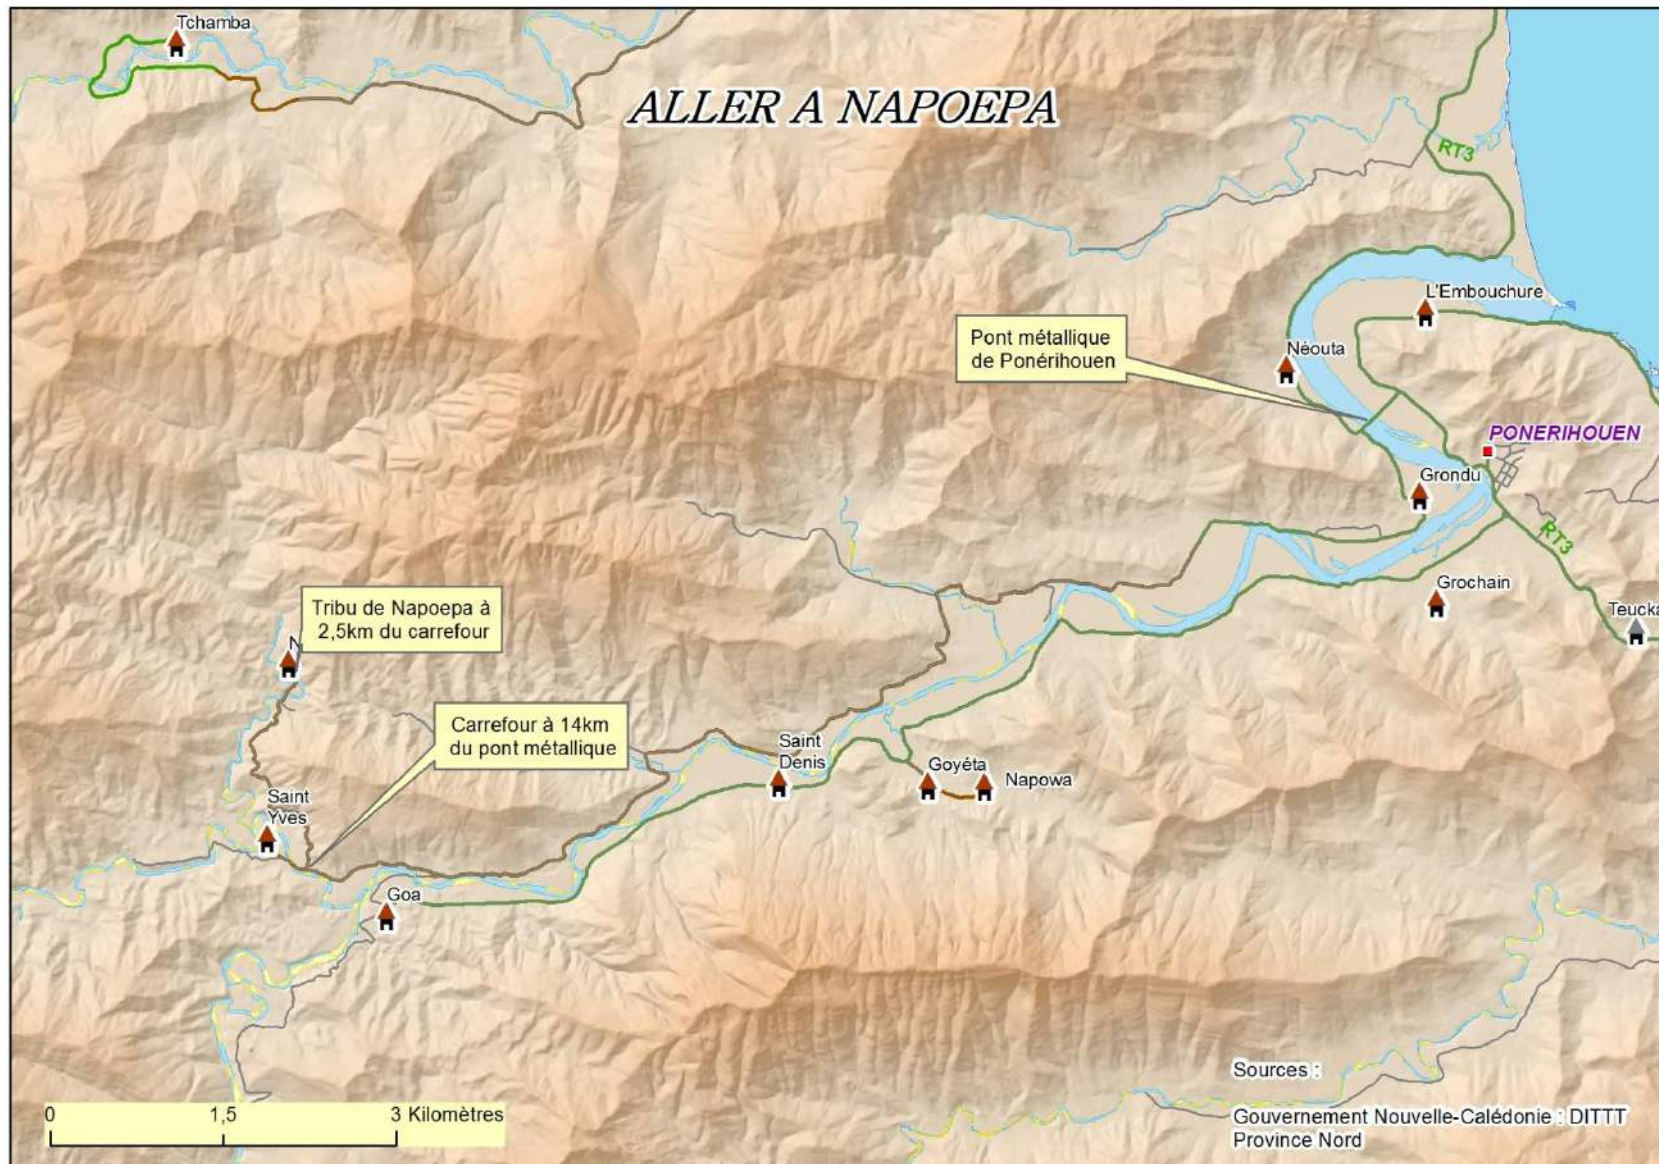 Tchamba
ALLER A NAPOEPA
RT3
L'Embouchure
Pont métallique
de Ponérihouen
Néouta
PONERIHOUEN
Grondu
RT3
Grochain
Teucka
Tribu de Napoepa à
2,5km du carrefour
N
Carrefour à 14km
du pont métallique
Saint
Denis
Goyéta
Napowa
Saint
Yves
Goa
Sources :
Gouvernement Nouvelle-Calédonie : DITTT
Province Nord
0 1,5 3 Kilomètres